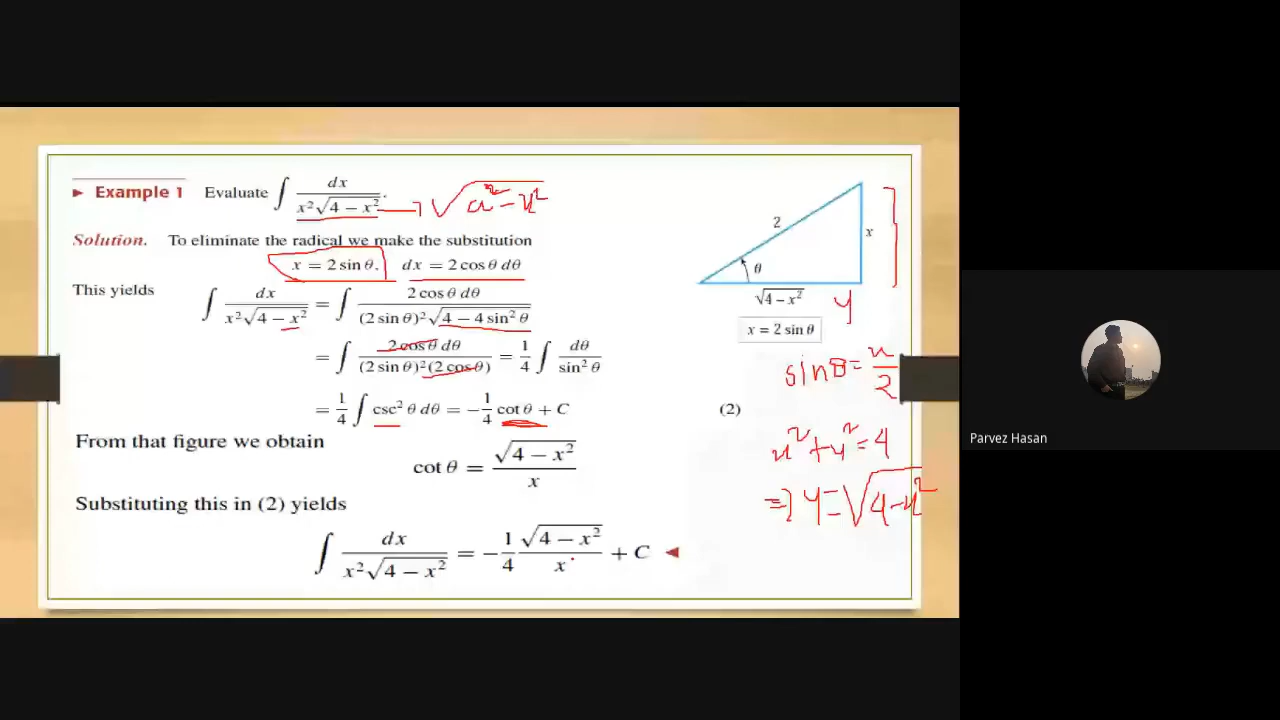 ► Example 1 Evaluate ∫ dx / (x²√(4 − x²)). → √(a² − x²)
Solution. To eliminate the radical we make the substitution
x = 2 sin θ, dx = 2 cos θ dθ
This yields ∫ dx / (x²√(4 − x²)) = ∫ 2 cos θ dθ / ((2 sin θ)²√(4 − 4 sin² θ))
= ∫ 2 cos θ dθ / ((2 sin θ)²(2 cos θ)) = 1/4 ∫ dθ / sin² θ
= 1/4 ∫ csc² θ dθ = −1/4 cot θ + C (2)
From that figure we obtain
cot θ = √(4 − x²) / x
Substituting this in (2) yields
∫ dx / (x²√(4 − x²)) = −1/4 √(4 − x²) / x + C ◄
2
x
θ
√(4 − x²) y
x = 2 sin θ
sin θ = x/2
x² + y² = 4
⇒ y = √(4 − x²)
Parvez Hasan